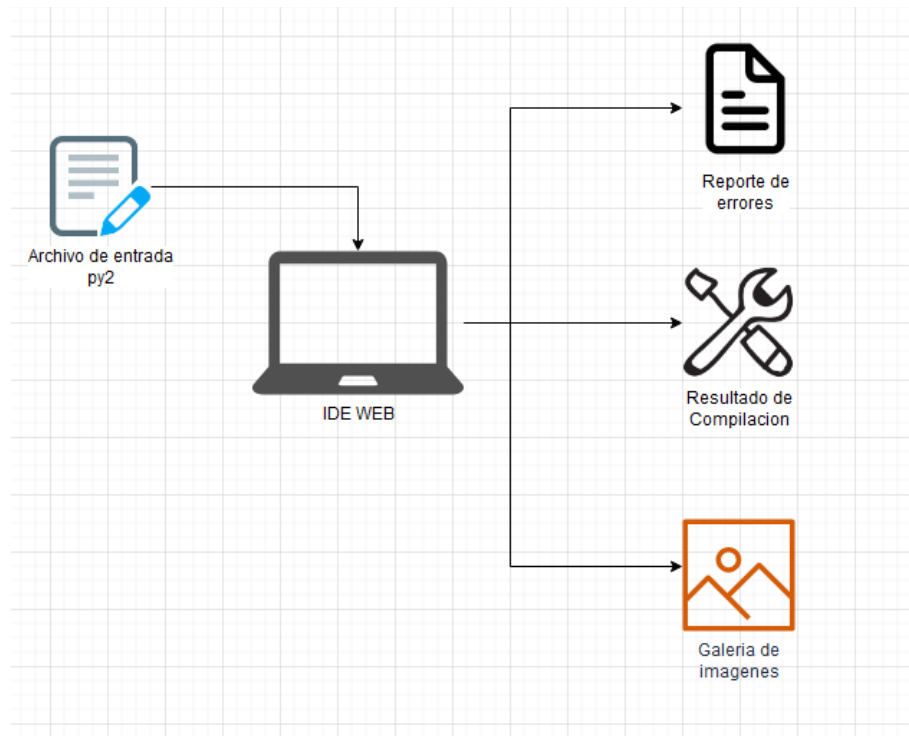 Archivo de entrada
py2
IDE WEB
Reporte de
errores
Resultado de
Compilacion
Galeria de
imagenes